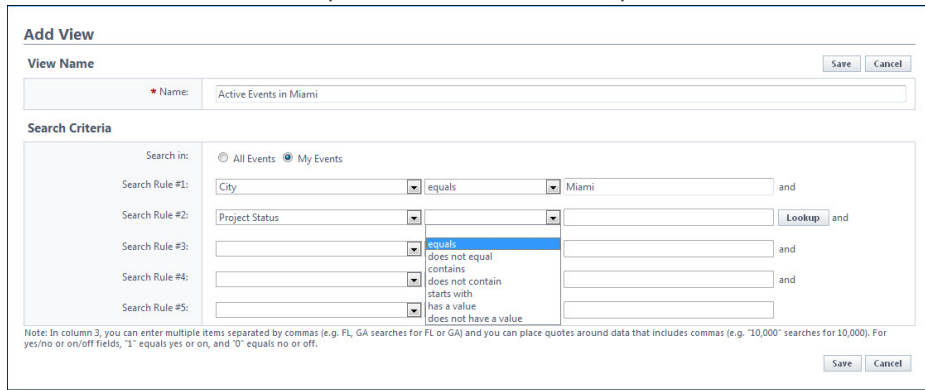 Add View
View Name
Save Cancel
* Name: Active Events in Miami
Search Criteria
Search in: All Events My Events
Search Rule #1: City equals Miami and
Search Rule #2: Project Status Lookup and
equals
Search Rule #3: and
does not equal
contains
Search Rule #4: does not contain and
starts with
Search Rule #5: has a value
does not have a value
Note: In column 3, you can enter multiple items separated by commas (e.g. FL, GA searches for FL or GA) and you can place quotes around data that includes commas (e.g. "10,000" searches for 10,000). For
yes/no or on/off fields, "1" equals yes or on, and "0" equals no or off.
Save Cancel